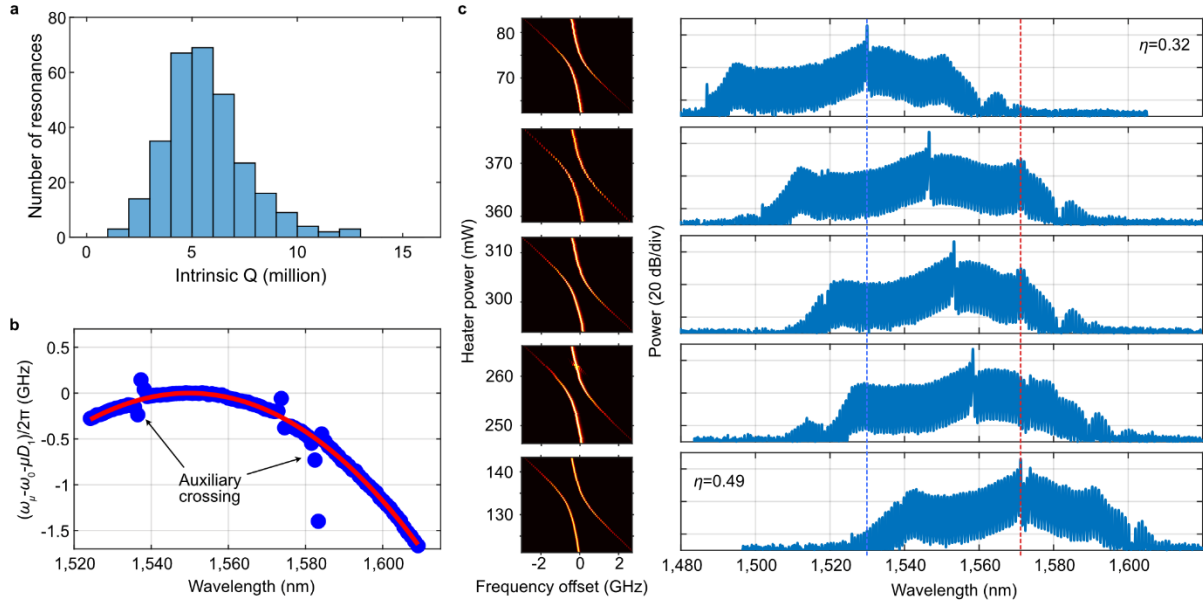 a
80
60
40
20
0
Number of resonances
0
5
10
15
Intrinsic Q (million)
b
0.5
0
-0.5
-1
-1.5
(ω_μ-ω_0-μD_1)/2π (GHz)
Auxiliary
crossing
1,520
1,540
1,560
1,580
1,600
Wavelength (nm)
c
80
70
370
360
310
300
260
250
140
130
Heater power (mW)
-2
0
2
Frequency offset (GHz)
Power (20 dB/div)
η=0.32
η=0.49
1,480
1,500
1,520
1,540
1,560
1,580
1,600
Wavelength (nm)